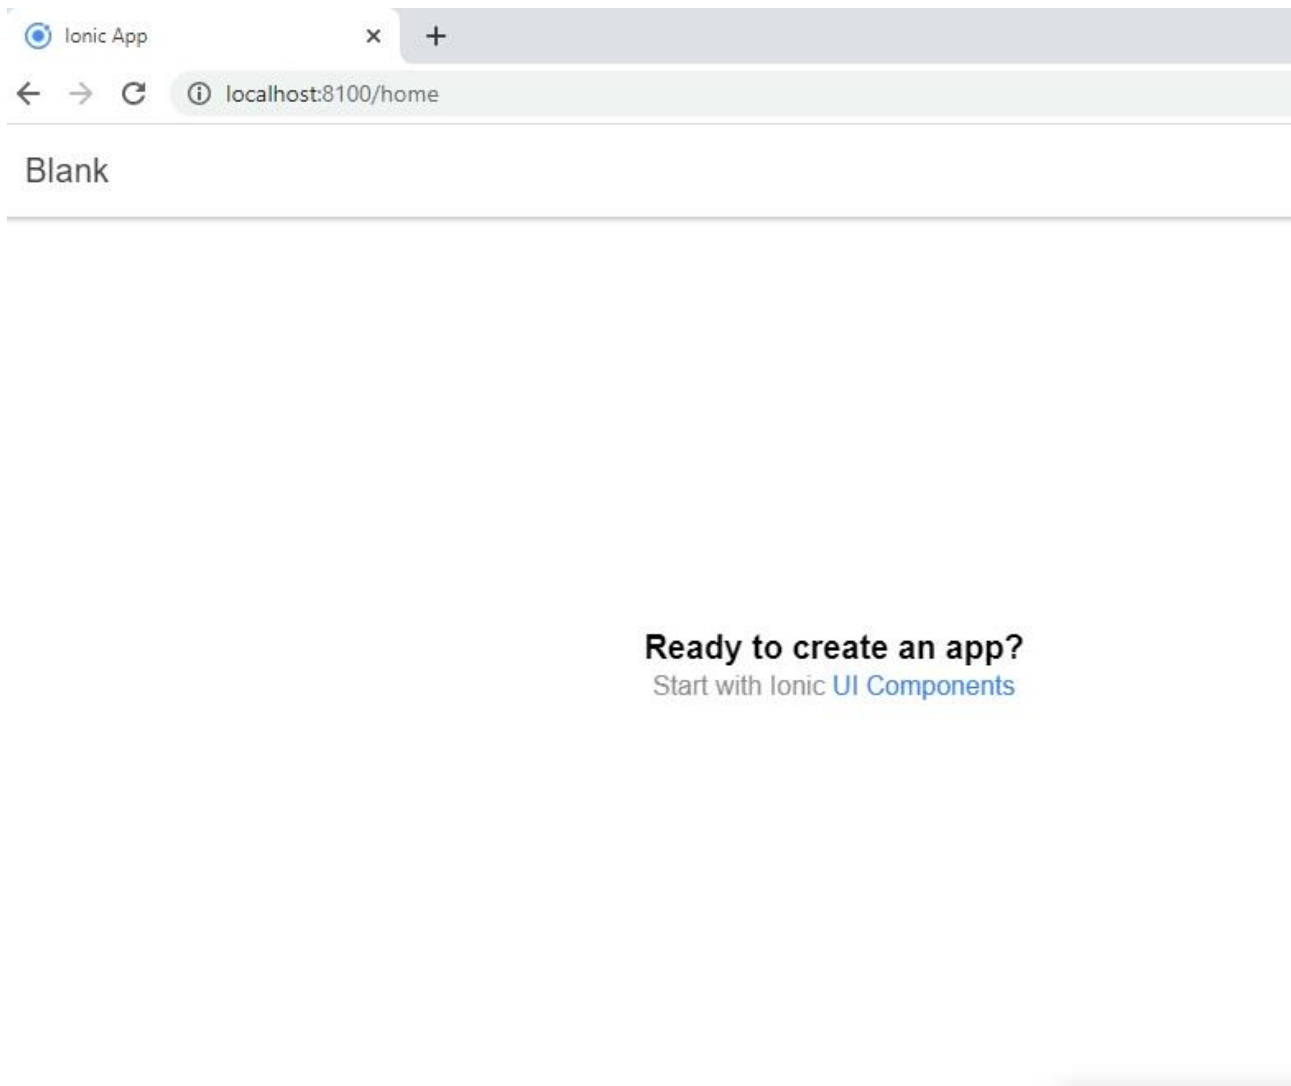 Ionic App
localhost:8100/home
Blank
Ready to create an app?
Start with Ionic UI Components